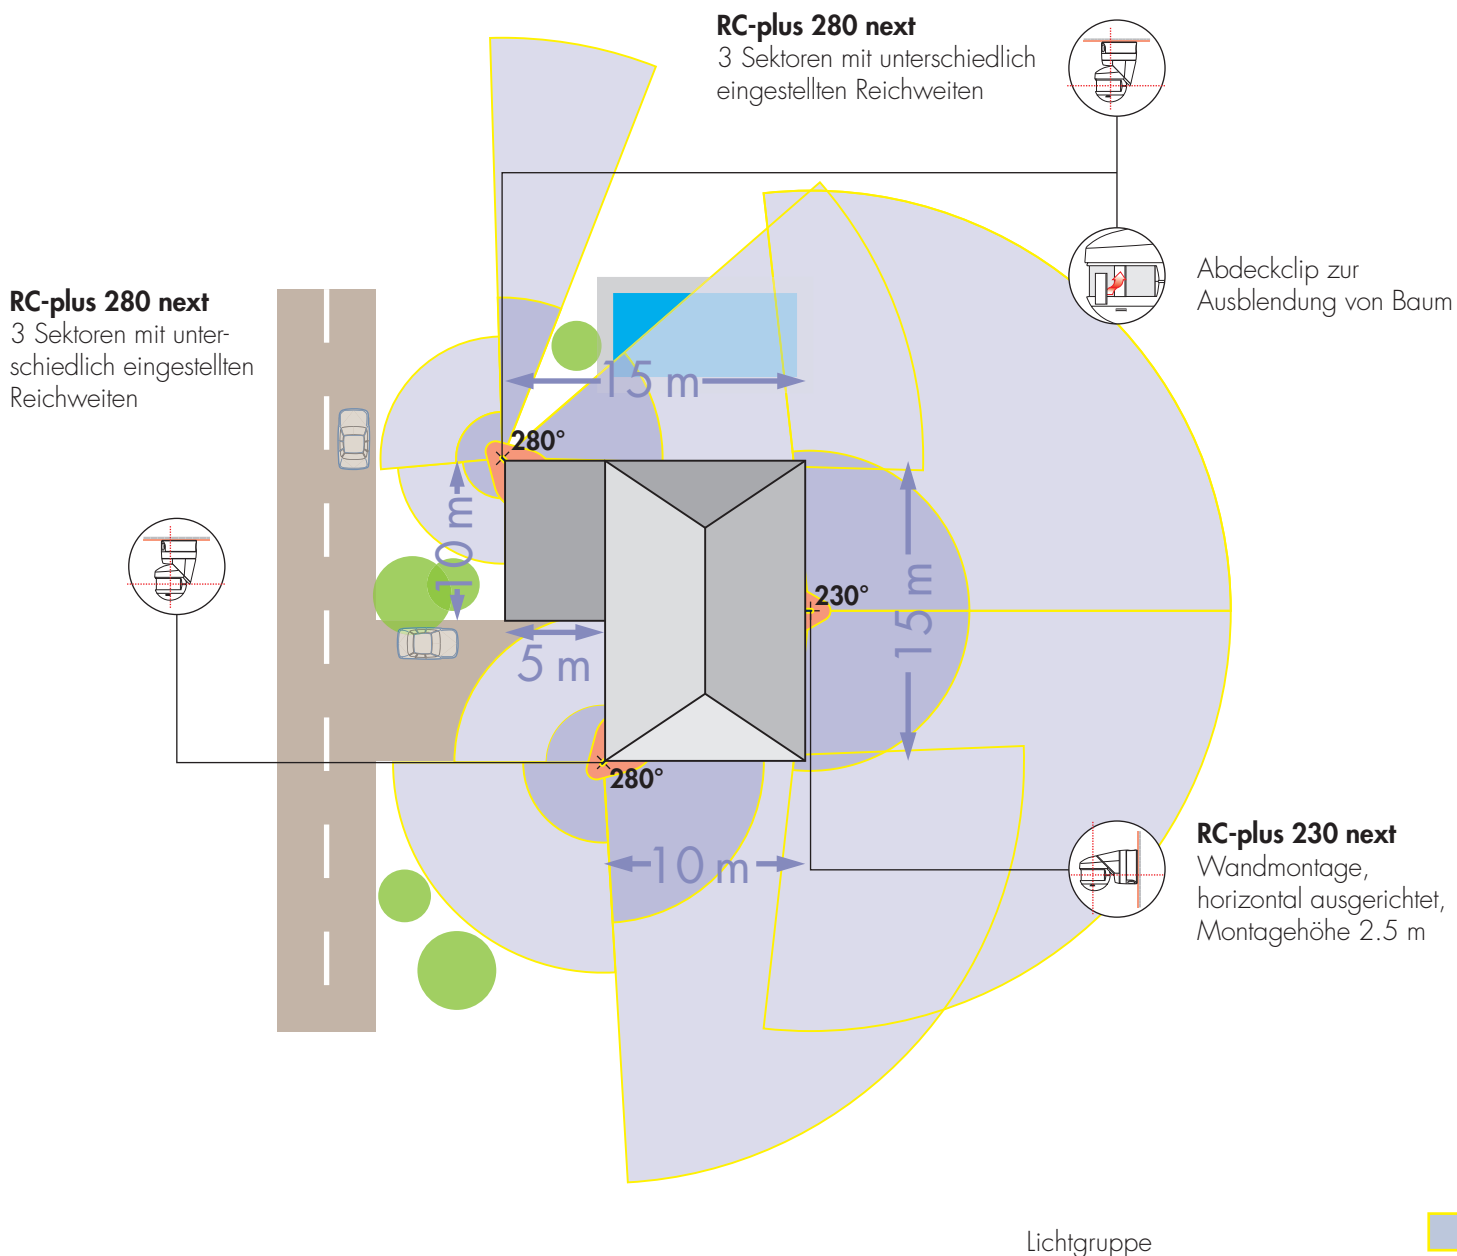 RC-plus 280 next
3 Sektoren mit unterschiedlich
eingestellten Reichweiten
Abdeckclip zur
Ausblendung von Baum
RC-plus 280 next
3 Sektoren mit unter-
schiedlich eingestellten
Reichweiten
15 m
280°
10 m
230°
15 m
5 m
280°
10 m
RC-plus 230 next
Wandmontage,
horizontal ausgerichtet,
Montagehöhe 2.5 m
Lichtgruppe